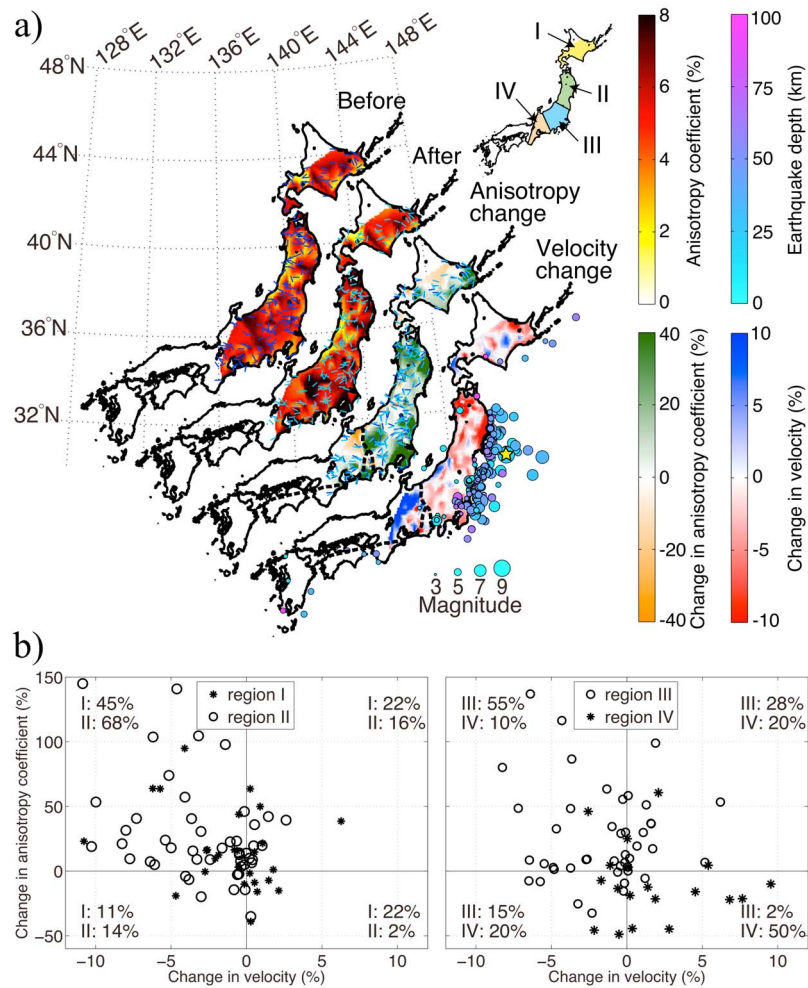 a)
128°E 132°E 136°E 140°E 144°E 148°E
48°N
44°N
40°N
36°N
32°N
Before
After
Anisotropy
change
Velocity
change
I
II
III
IV
8
6
4
2
0
Anisotropy coefficient (%)
100
75
50
25
0
Earthquake depth (km)
40
20
0
-20
-40
Change in anisotropy coefficient (%)
10
5
0
-5
-10
Change in velocity (%)
3 5 7 9
Magnitude
b)
150
100
50
0
−50
Change in anisotropy coefficient (%)
I: 45%
II: 68%
region I
region II
I: 22%
II: 16%
I: 11%
II: 14%
I: 22%
II: 2%
−10 −5 0 5 10
Change in velocity (%)
III: 55%
IV: 10%
region III
region IV
III: 28%
IV: 20%
III: 15%
IV: 20%
III: 2%
IV: 50%
−10 −5 0 5 10
Change in velocity (%)